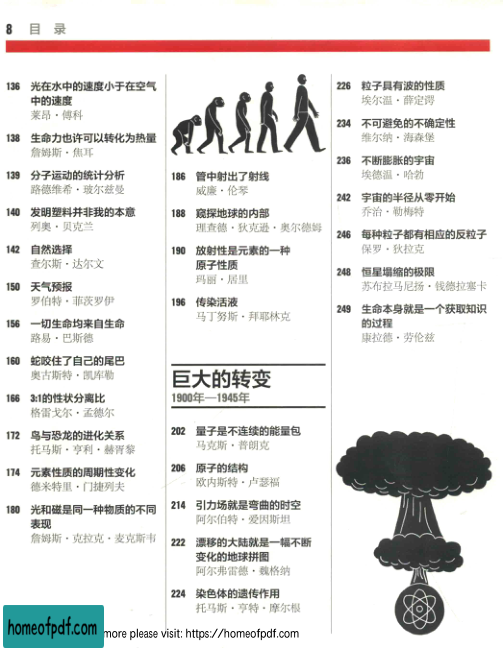 8 目 录
136 光在水中的速度小于在空气
中的速度
莱昂·傅科
138 生命力也许可以转化为热量
詹姆斯·焦耳
139 分子运动的统计分析
路德维希·玻尔兹曼
140 发明塑料并非我的本意
列奥·贝克兰
142 自然选择
查尔斯·达尔文
150 天气预报
罗伯特·菲茨罗伊
156 一切生命均来自生命
路易·巴斯德
160 蛇咬住了自己的尾巴
奥古斯特·凯库勒
166 3:1的性状分离比
格雷戈尔·孟德尔
172 鸟与恐龙的进化关系
托马斯·亨利·赫胥黎
174 元素性质的周期性变化
德米特里·门捷列夫
180 光和磁是同一种物质的不同
表现
詹姆斯·克拉克·麦克斯韦
186 管中射出了射线
威廉·伦琴
188 窥探地球的内部
理查德·狄克逊·奥尔德姆
190 放射性是元素的一种
原子性质
玛丽·居里
196 传染活液
马丁努斯·拜耶林克
巨大的转变
1900年—1945年
202 量子是不连续的能量包
马克斯·普朗克
206 原子的结构
欧内斯特·卢瑟福
214 引力场就是弯曲的时空
阿尔伯特·爱因斯坦
222 漂移的大陆就是一幅不断
变化的地球拼图
阿尔弗雷德·魏格纳
224 染色体的遗传作用
托马斯·亨特·摩尔根
226 粒子具有波的性质
埃尔温·薛定谔
234 不可避免的不确定性
维尔纳·海森堡
236 不断膨胀的宇宙
埃德温·哈勃
242 宇宙的半径从零开始
乔治·勒梅特
246 每种粒子都有相应的反粒子
保罗·狄拉克
248 恒星塌缩的极限
苏布拉马尼扬·钱德拉塞卡
249 生命本身就是一个获取知识
的过程
康拉德·劳伦兹
homeofpdf.com
more please visit: https://homeofpdf.com